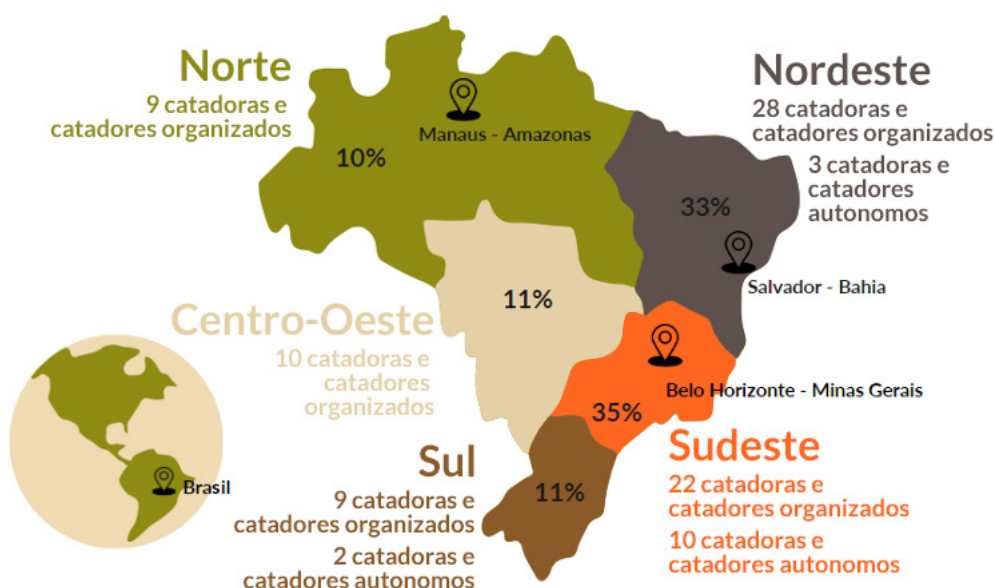 Norte
9 catadoras e
catadores organizados
Manaus - Amazonas
10%
Nordeste
28 catadoras e
catadores organizados
3 catadoras e
catadores
autonomos
33%
Salvador - Bahia
Centro-Oeste
10 catadoras e
catadores
organizados
11%
Belo Horizonte - Minas Gerais
35%
Sudeste
22 catadoras e
catadores organizados
10 catadoras e
catadores autonomos
Sul
9 catadoras e
catadores organizados
2 catadoras e
catadores autonomos
11%
Brasil